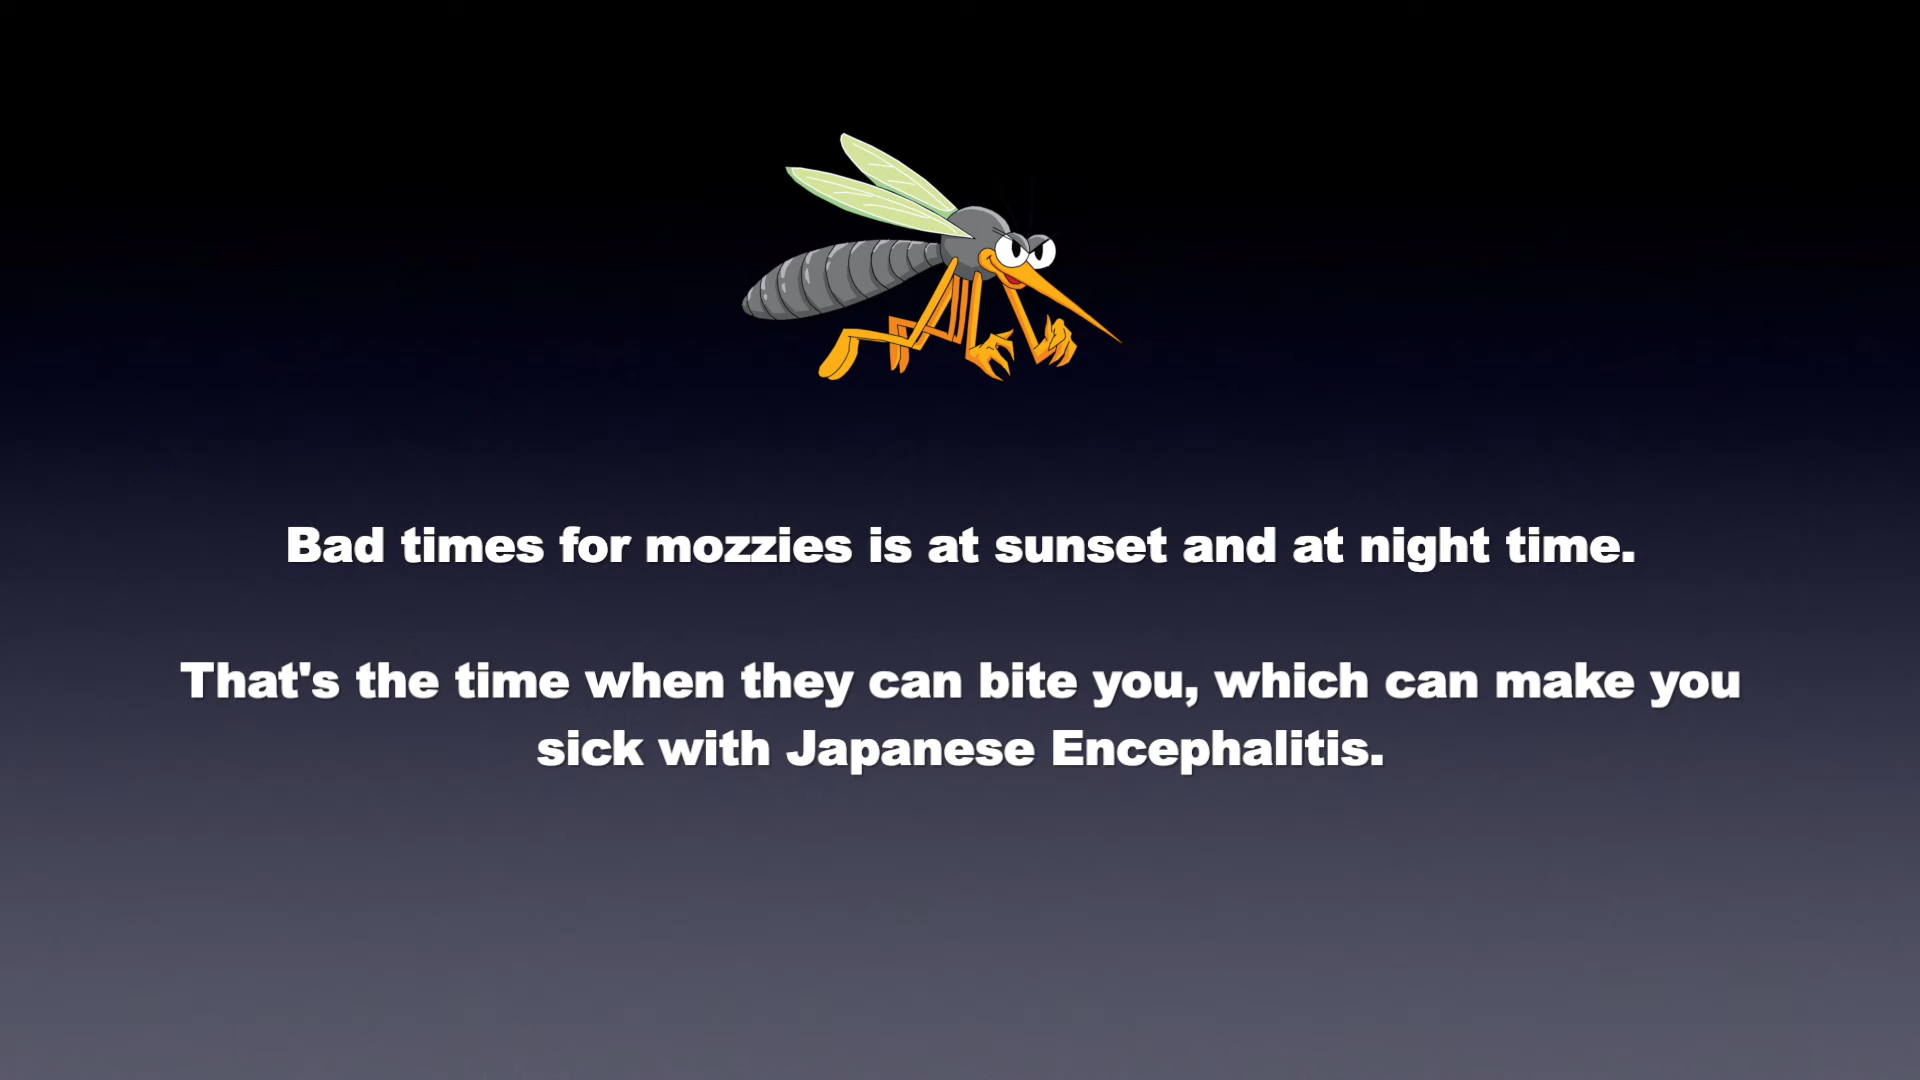 Bad times for mozzies is at sunset and at night time.
That's the time when they can bite you, which can make you
sick with Japanese Encephalitis.